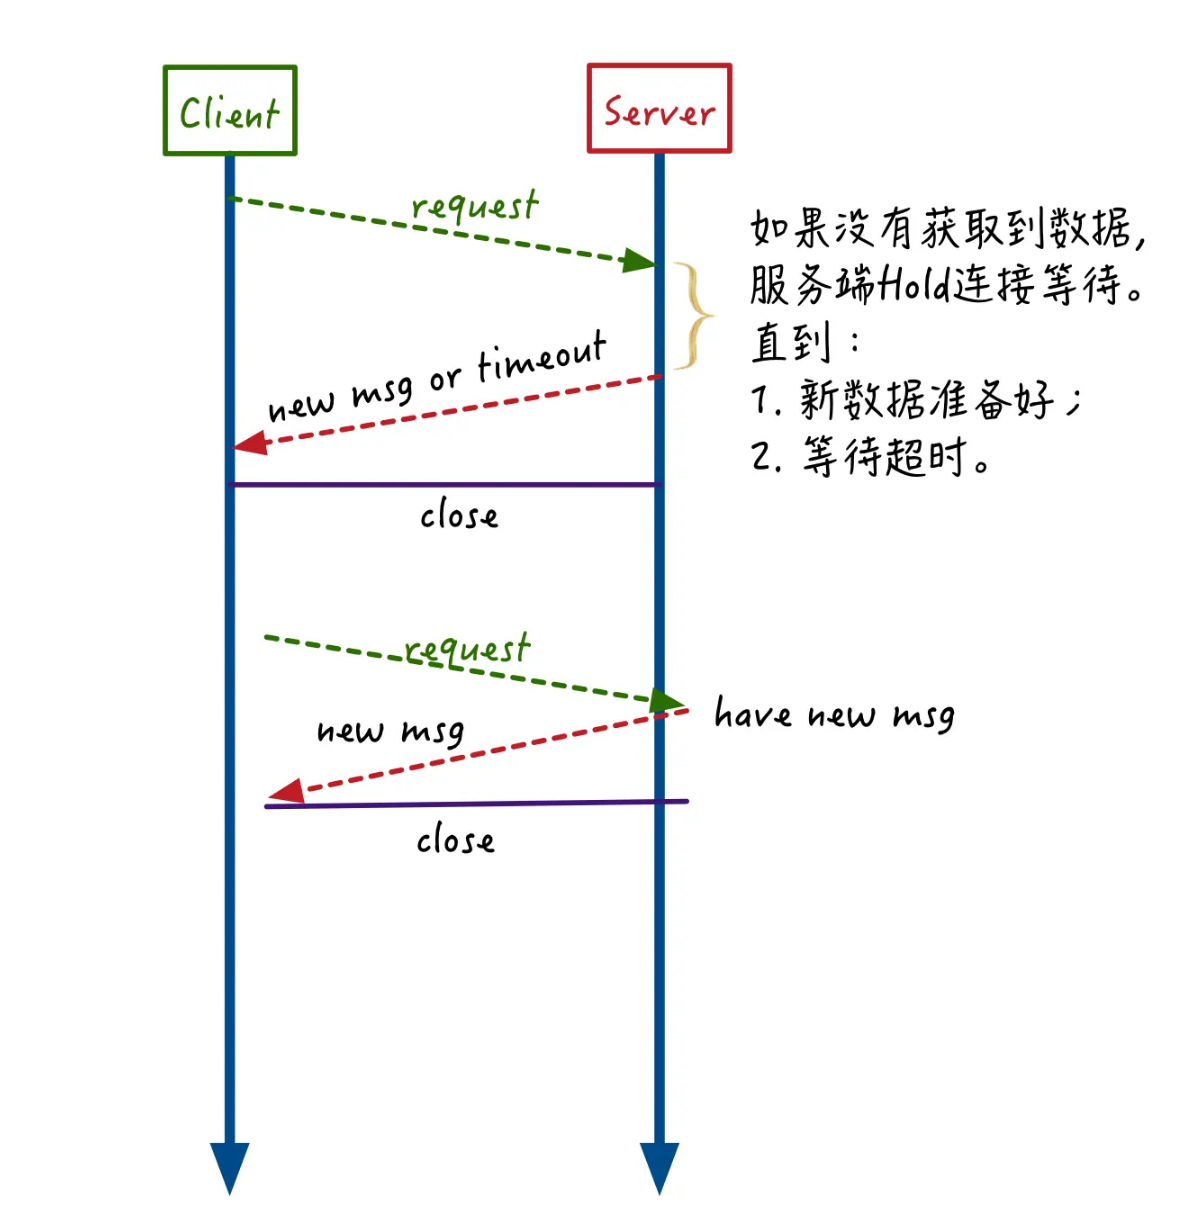 Client
Server
request
如果没有获取到数据,
服务端Hold连接等待。
直到：
1. 新数据准备好；
2. 等待超时。
new msg or timeout
close
request
have new msg
new msg
close